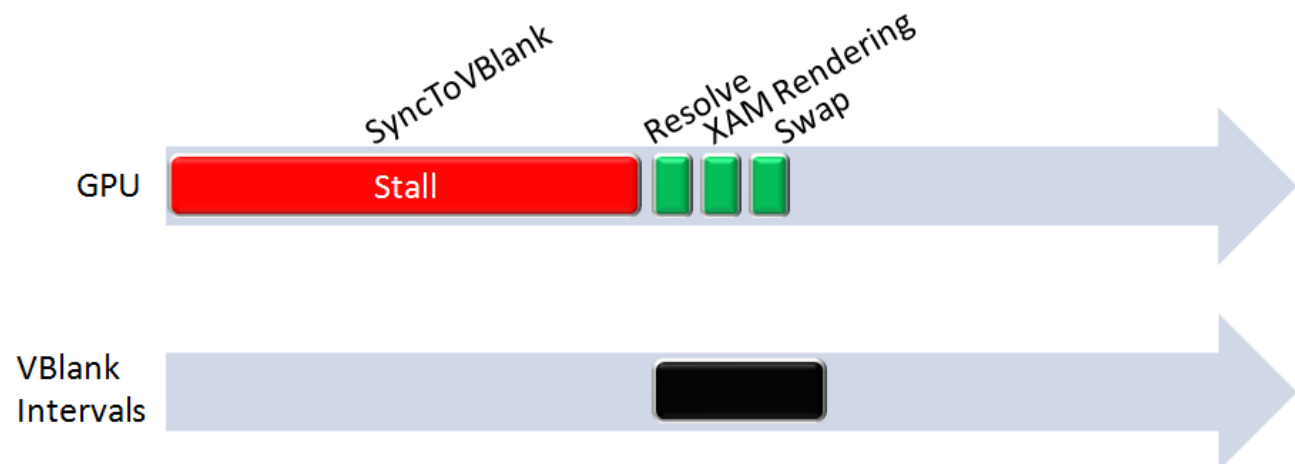 SyncToVBlank
Resolve
XAM Rendering
Swap
GPU
Stall
VBlank
Intervals